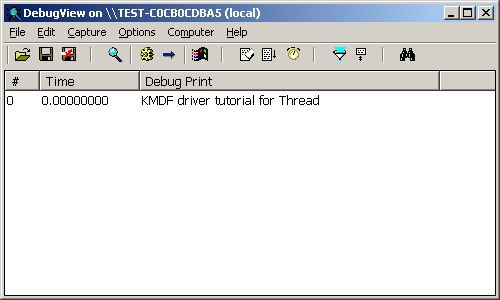 DebugView on \\TEST-C0CB0CDBA5 (local)
File Edit Capture Options Computer Help
# Time Debug Print
0 0.00000000 KMDF driver tutorial for Thread